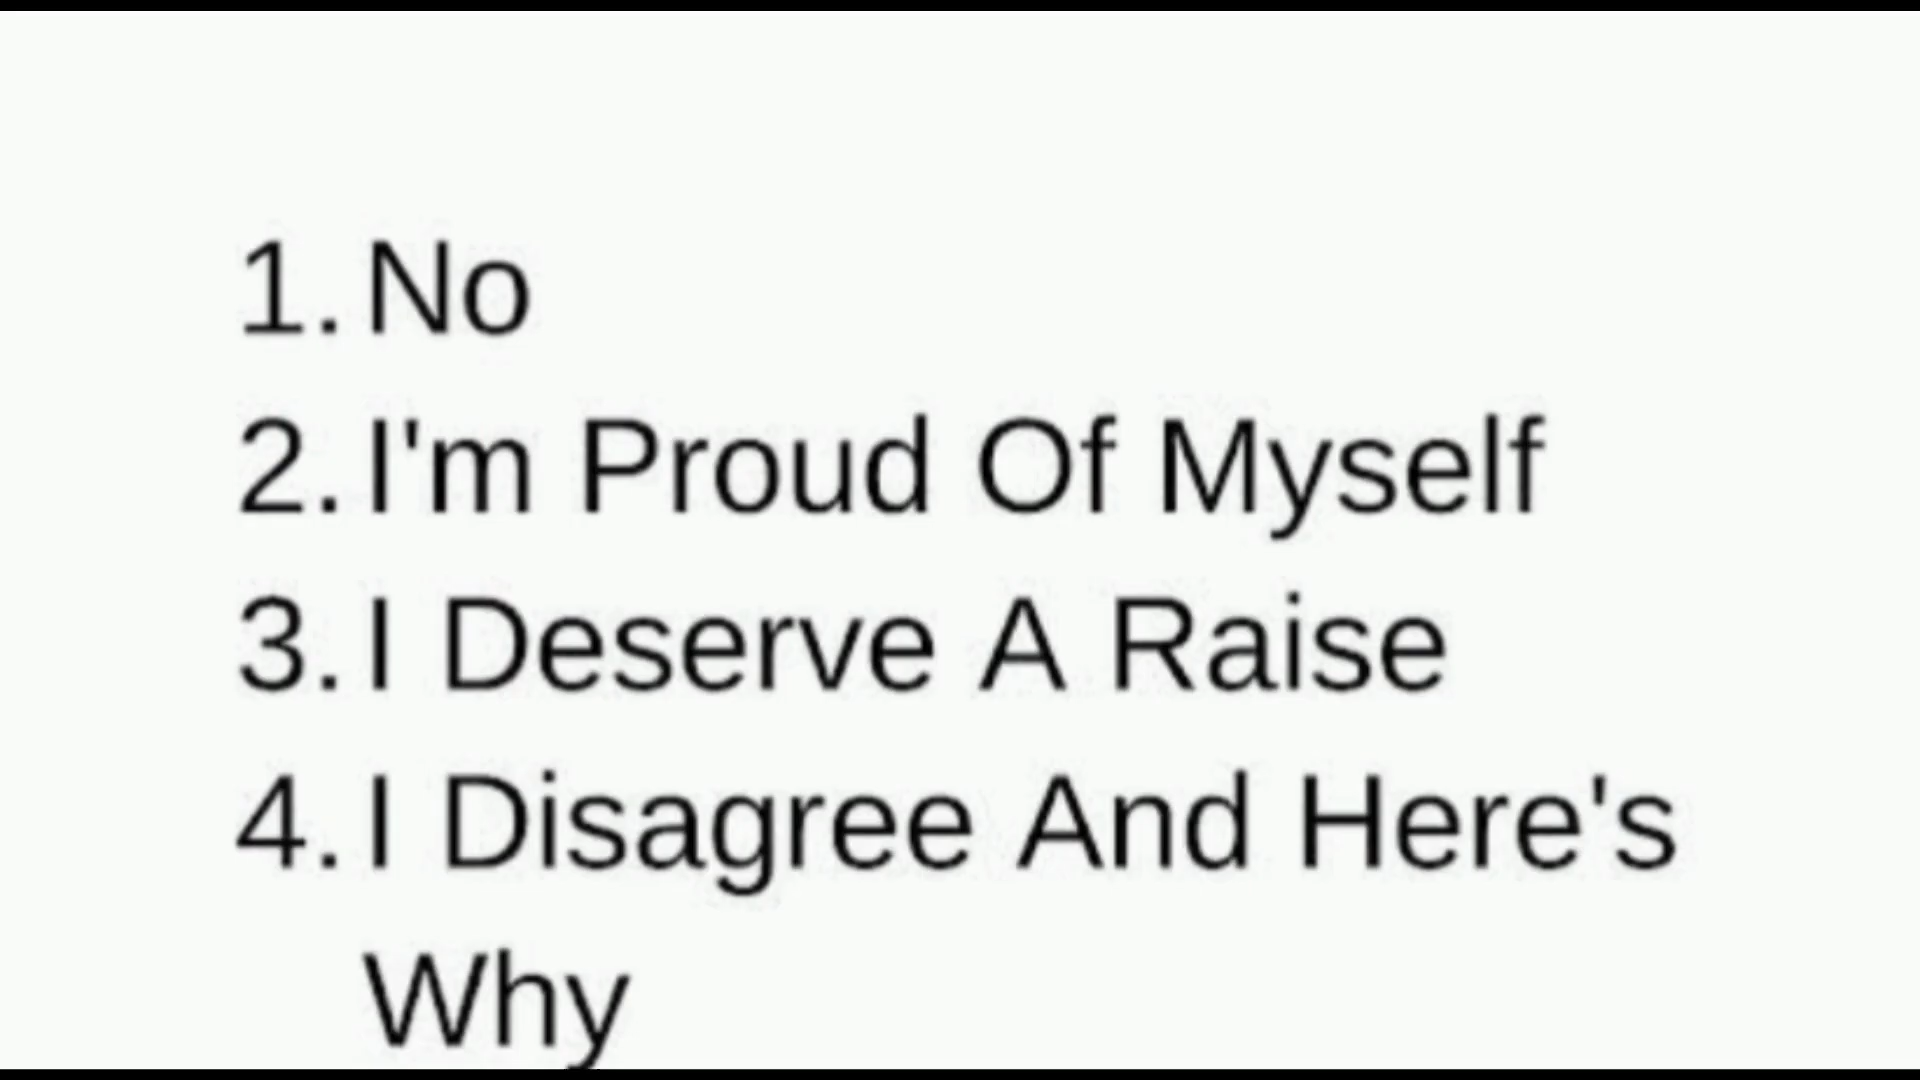 1. No
2. I'm Proud Of Myself
3. I Deserve A Raise
4. I Disagree And Here's
Why